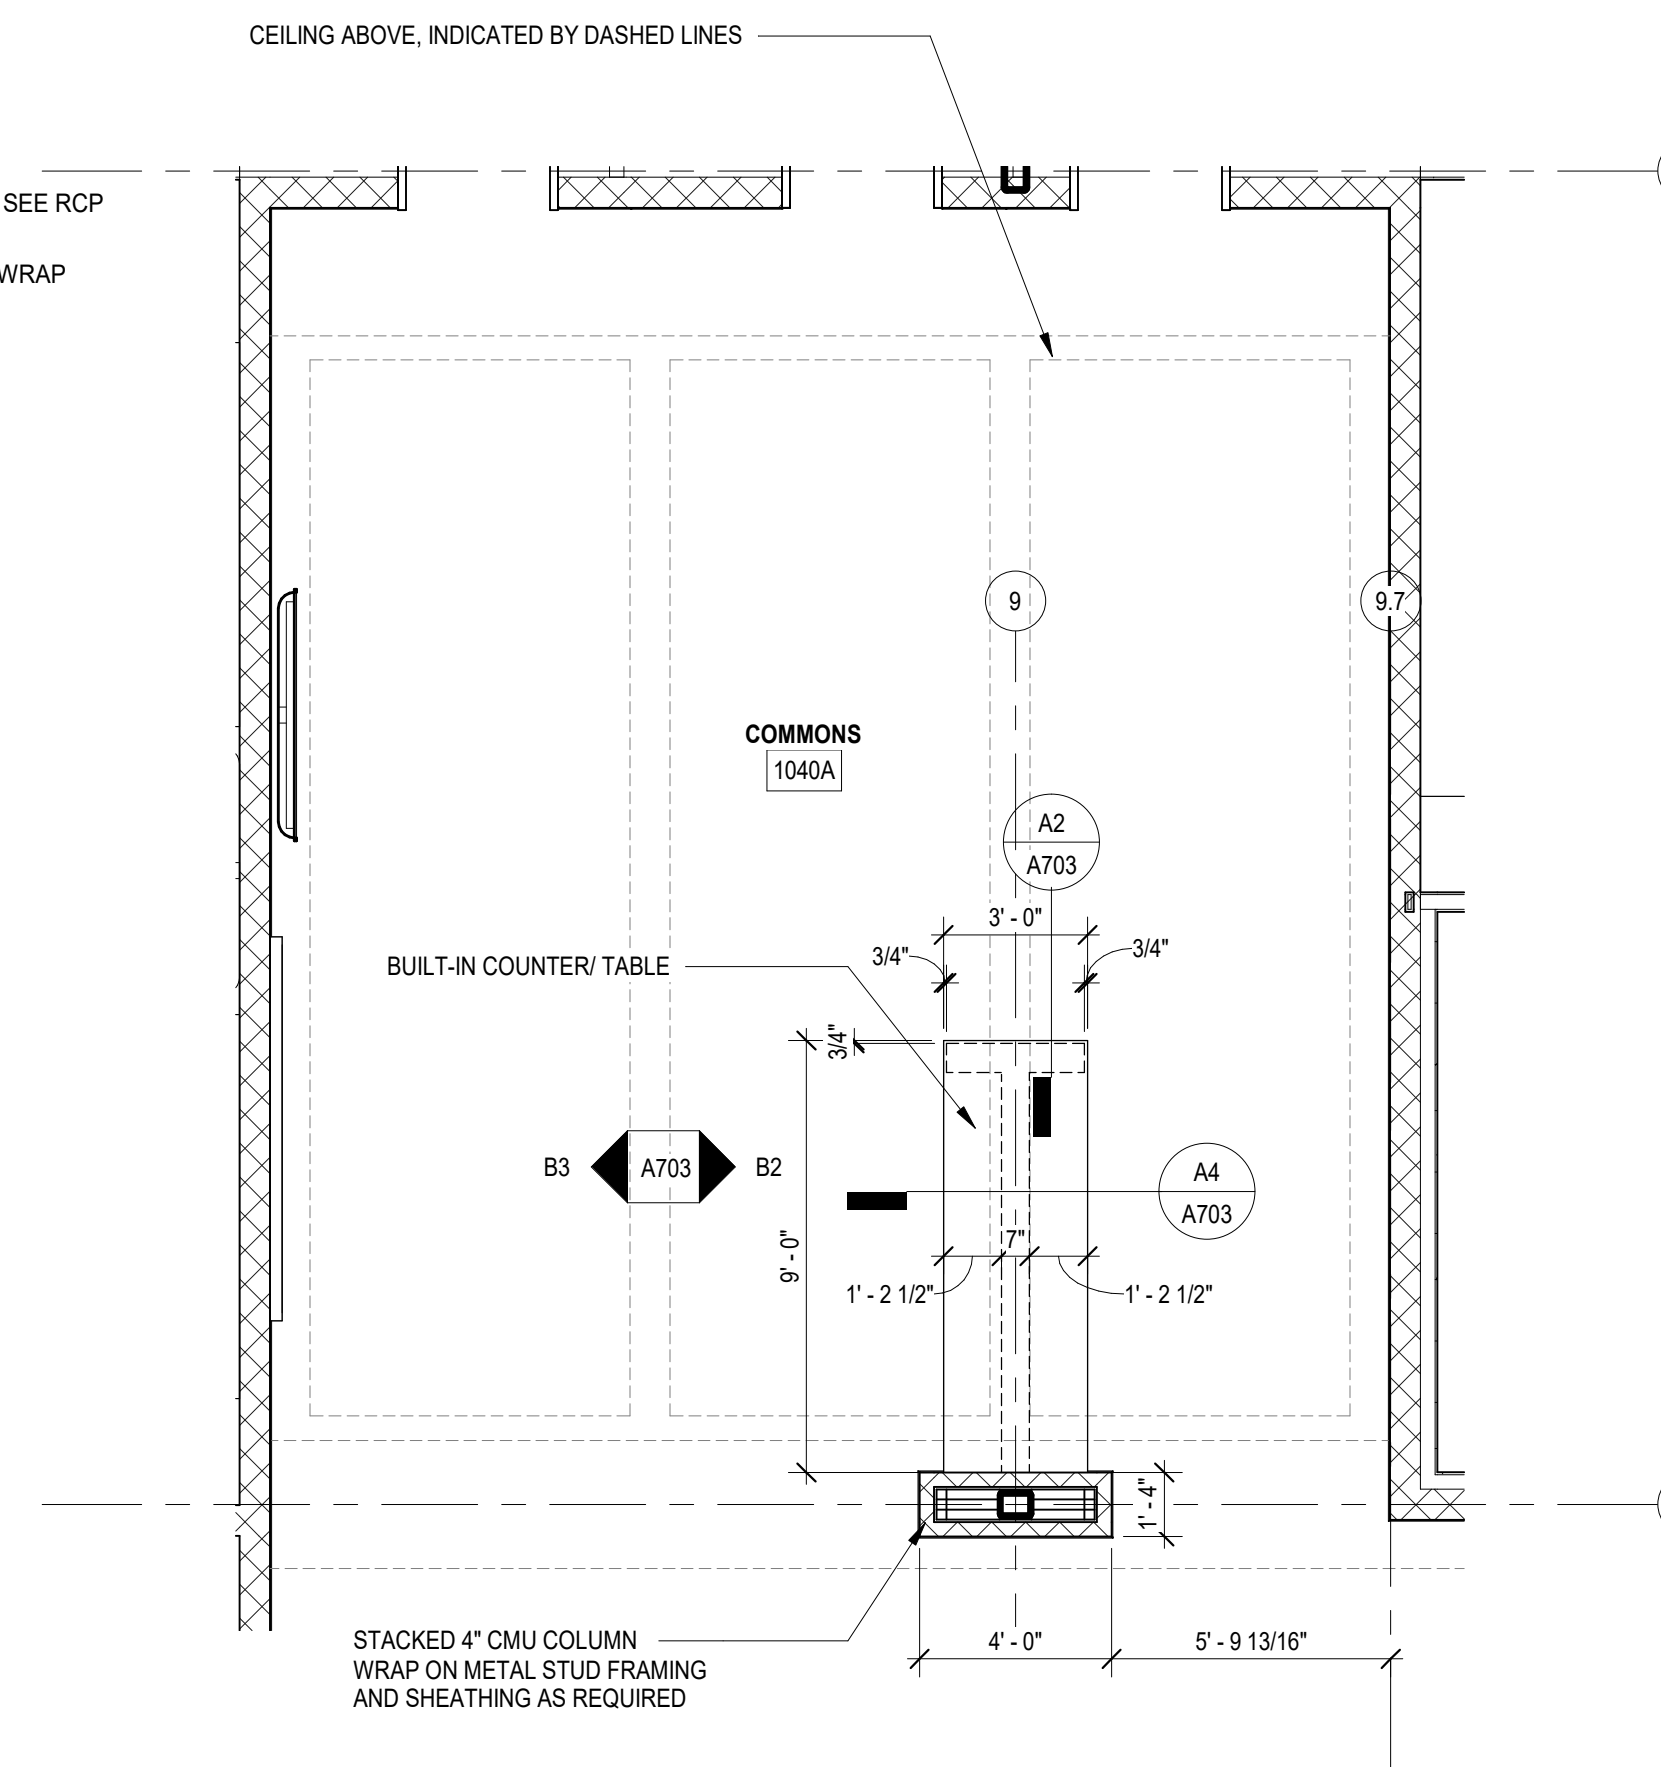 CEILING ABOVE, INDICATED BY DASHED LINES
SEE RCP
WRAP
9
9.7
COMMONS
1040A
A2
A703
3' - 0"
3/4"
3/4"
BUILT-IN COUNTER/ TABLE
3/4"
B3
A703
B2
A4
A703
9' - 0"
7"
1' - 2 1/2"
1' - 2 1/2"
1' - 4"
STACKED 4" CMU COLUMN
WRAP ON METAL STUD FRAMING
AND SHEATHING AS REQUIRED
4' - 0"
5' - 9 13/16"